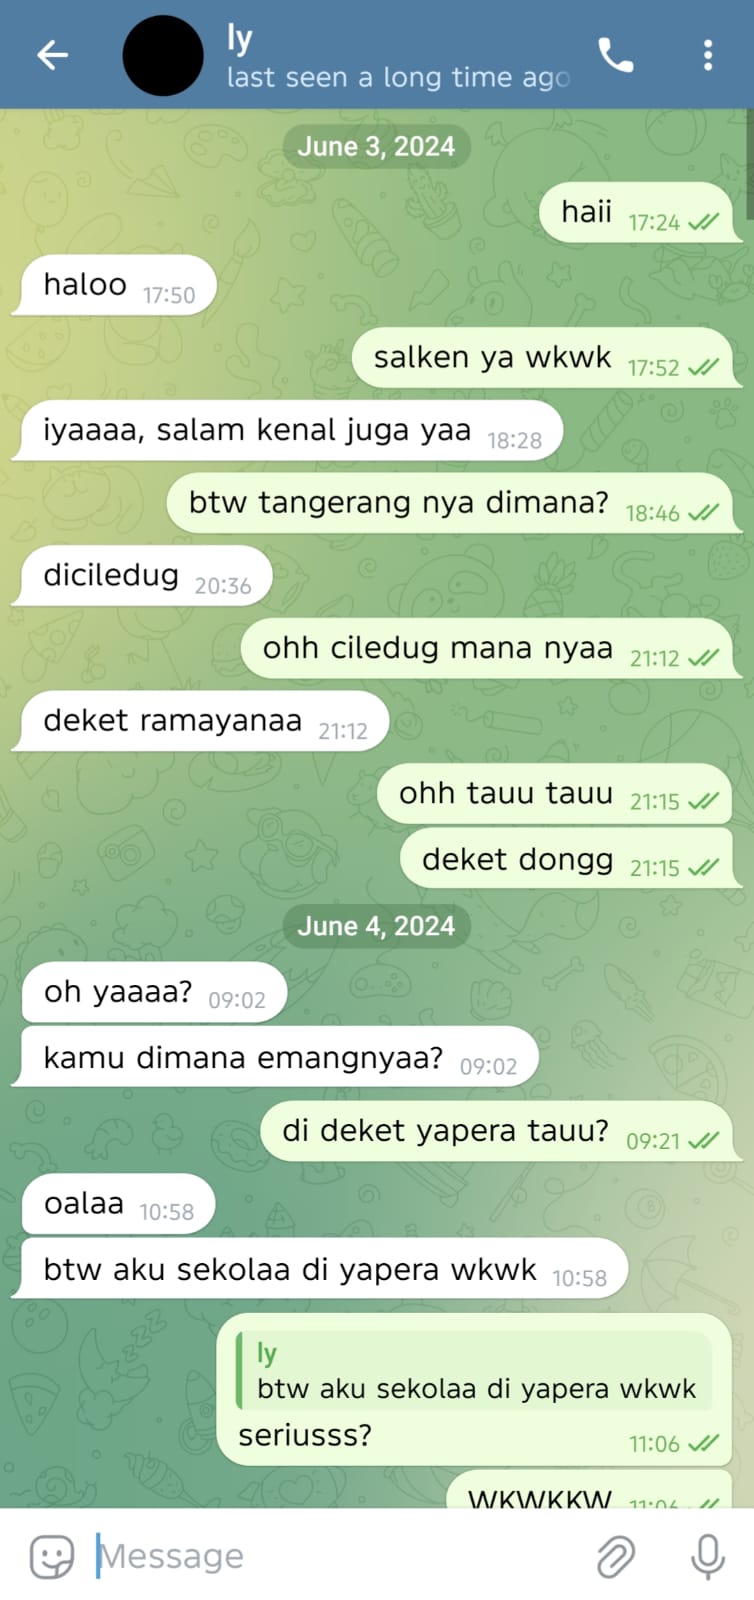 ly
last seen a long time ago
June 3, 2024
haii 17:24
haloo 17:50
salken ya wkwk 17:52
iyaaaa, salam kenal juga yaa 18:28
btw tangerang nya dimana? 18:46
diciledug 20:36
ohh ciledug mana nyaa 21:12
deket ramayanaa 21:12
ohh tauu tauu 21:15
deket dongg 21:15
June 4, 2024
oh yaaaa? 09:02
kamu dimana emangnyaa? 09:02
di deket yapera tauu? 09:21
oalaa 10:58
btw aku sekolaa di yapera wkwk 10:58
ly
btw aku sekolaa di yapera wkwk
seriusss? 11:06
WKWKKW 11:06
Message